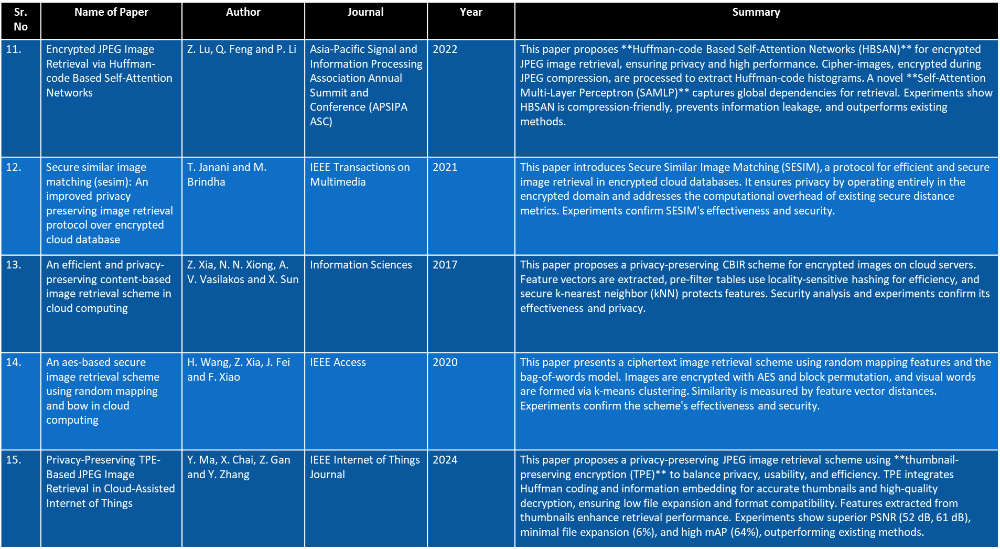 Sr.
No
Name of Paper
Author
Journal
Year
Summary
11.
Encrypted JPEG Image
Retrieval via Huffman-
code Based Self-Attention
Networks
Z. Lu, Q. Feng and P. Li
Asia-Pacific Signal and
Information Processing
Association Annual
Summit and
Conference (APSIPA
ASC)
2022
This paper proposes **Huffman-code Based Self-Attention Networks (HBSAN)** for encrypted
JPEG image retrieval, ensuring privacy and high performance. Cipher-images, encrypted during
JPEG compression, are processed to extract Huffman-code histograms. A novel **Self-Attention
Multi-Layer Perceptron (SAMLP)** captures global dependencies for retrieval. Experiments show
HBSAN is compression-friendly, prevents information leakage, and outperforms existing
methods.
12.
Secure similar image
matching (sesim): An
improved privacy
preserving image retrieval
protocol over encrypted
cloud database
T. Janani and M.
Brindha
IEEE Transactions on
Multimedia
2021
This paper introduces Secure Similar Image Matching (SESIM), a protocol for efficient and secure
image retrieval in encrypted cloud databases. It ensures privacy by operating entirely in the
encrypted domain and addresses the computational overhead of existing secure distance
metrics. Experiments confirm SESIM's effectiveness and security.
13.
An efficient and privacy-
preserving content-based
image retrieval scheme in
cloud computing
Z. Xia, N. N. Xiong, A.
V. Vasilakos and X. Sun
Information Sciences
2017
This paper proposes a privacy-preserving CBIR scheme for encrypted images on cloud servers.
Feature vectors are extracted, pre-filter tables use locality-sensitive hashing for efficiency, and
secure k-nearest neighbor (kNN) protects features. Security analysis and experiments confirm its
effectiveness and privacy.
14.
An aes-based secure
image retrieval scheme
using random mapping
and bow in cloud
computing
H. Wang, Z. Xia, J. Fei
and F. Xiao
IEEE Access
2020
This paper presents a ciphertext image retrieval scheme using random mapping features and the
bag-of-words model. Images are encrypted with AES and block permutation, and visual words
are formed via k-means clustering. Similarity is measured by feature vector distances.
Experiments confirm the scheme's effectiveness and security.
15.
Privacy-Preserving TPE-
Based JPEG Image
Retrieval in Cloud-Assisted
Internet of Things
Y. Ma, X. Chai, Z. Gan
and Y. Zhang
IEEE Internet of Things
Journal
2024
This paper proposes a privacy-preserving JPEG image retrieval scheme using **thumbnail-
preserving encryption (TPE)** to balance privacy, usability, and efficiency. TPE integrates
Huffman coding and information embedding for accurate thumbnails and high-quality
decryption, ensuring low file expansion and format compatibility. Features extracted from
thumbnails enhance retrieval performance. Experiments show superior PSNR (52 dB, 61 dB),
minimal file expansion (6%), and high mAP (64%), outperforming existing methods.